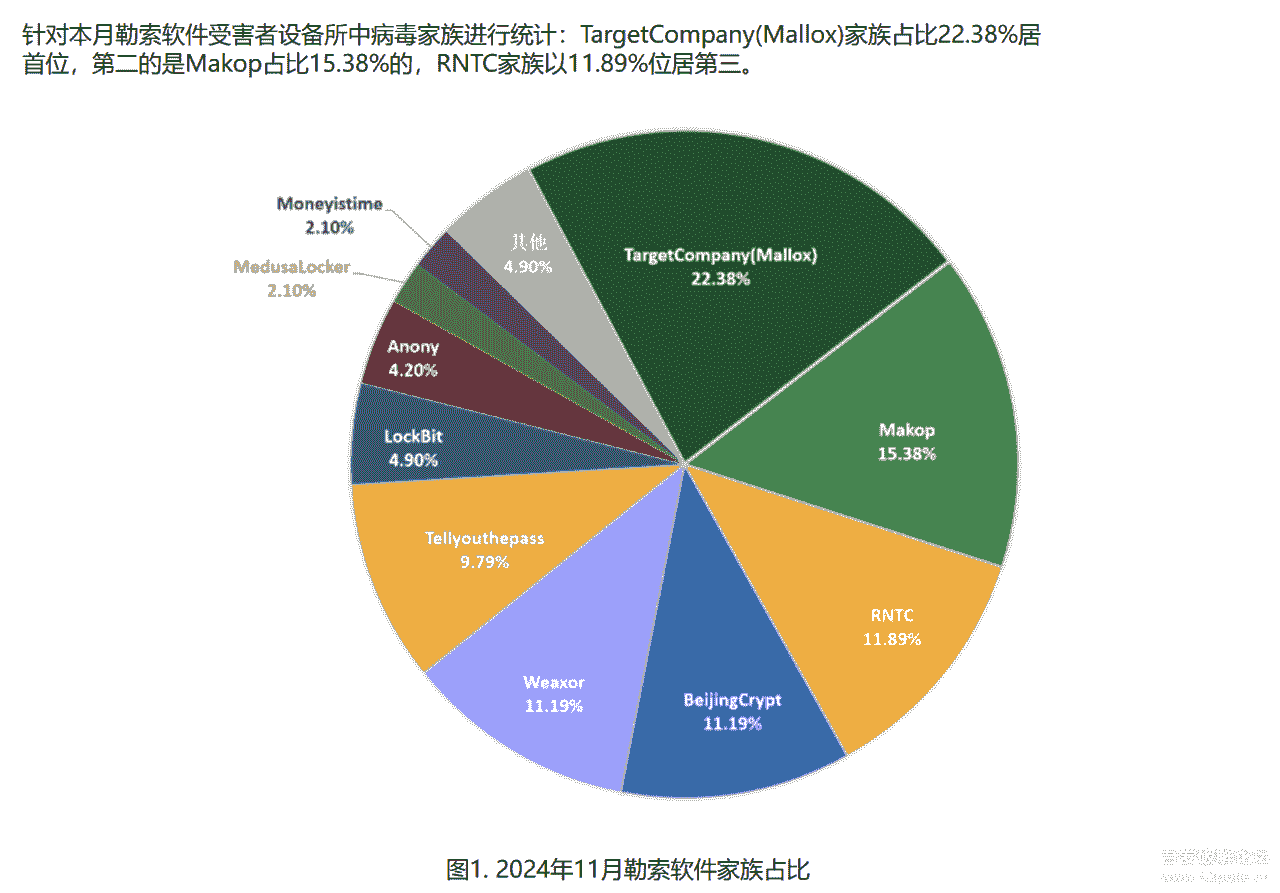 针对本月勒索软件受害者设备所中病毒家族进行统计：TargetCompany(Mallox)家族占比22.38%居
首位，第二的是Makop占比15.38%的，RNTC家族以11.89%位居第三。
TargetCompany(Mallox)
22.38%
Makop
15.38%
RNTC
11.89%
BeijingCrypt
11.19%
Weaxor
11.19%
Tellyouthepass
9.79%
LockBit
4.90%
Anony
4.20%
MedusaLocker
2.10%
Moneyistime
2.10%
其他
4.90%
图1. 2024年11月勒索软件家族占比